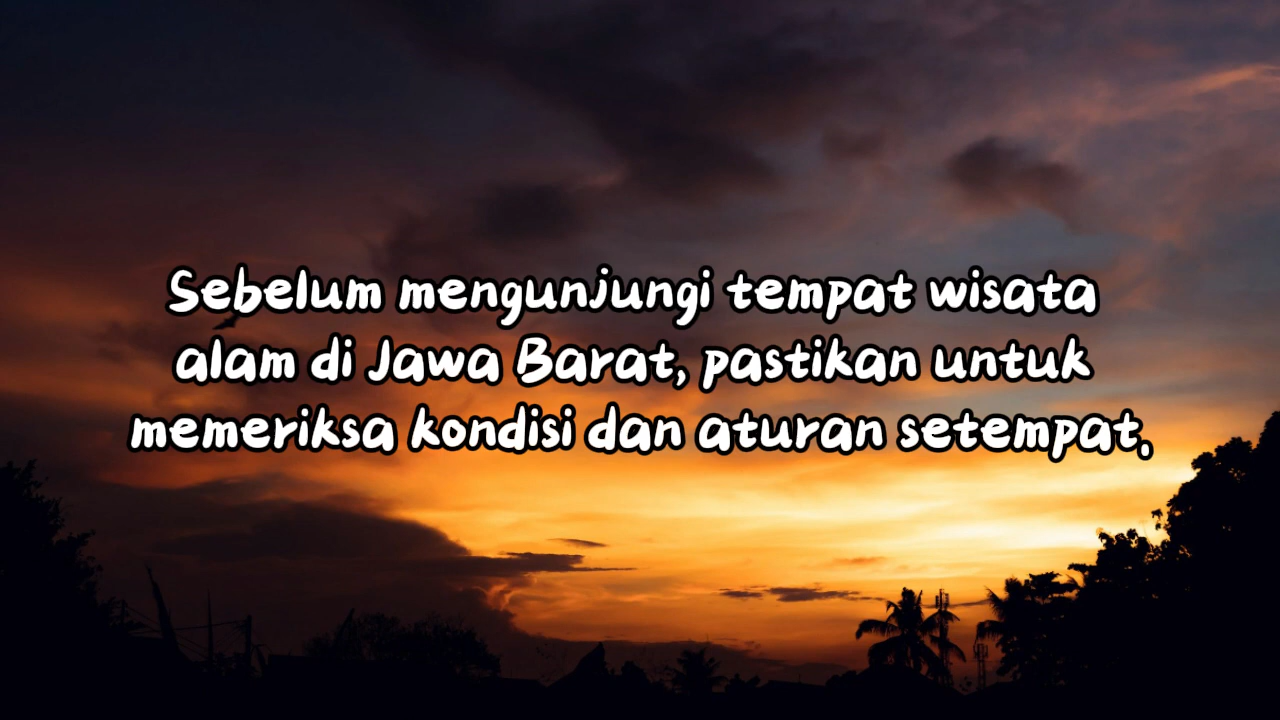 Sebelum mengunjungi tempat wisata
alam di Jawa Barat, pastikan untuk
memeriksa kondisi dan aturan setempat.